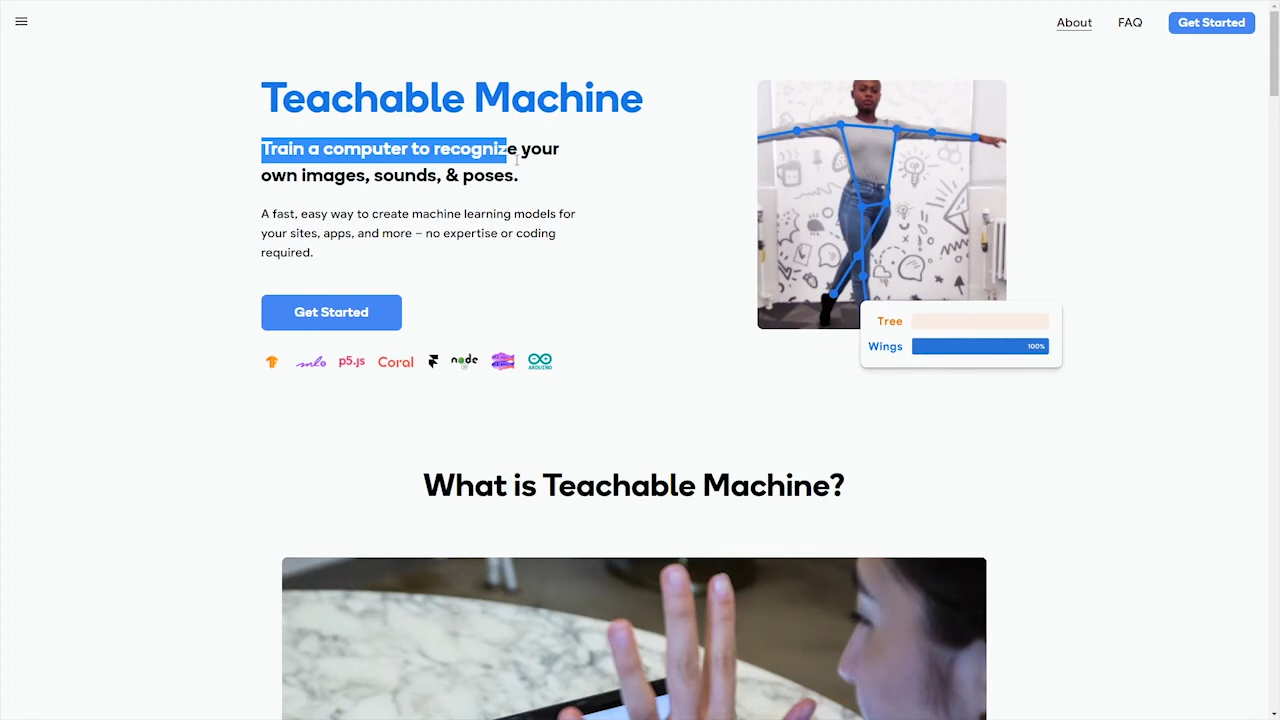 About
FAQ
Get Started
Teachable Machine
Train a computer to recognize your
own images, sounds, & poses.
A fast, easy way to create machine learning models for
your sites, apps, and more – no expertise or coding
required.
Get Started
mlo p5.js Coral node ARDUINO
Tree
Wings 100%
What is Teachable Machine?